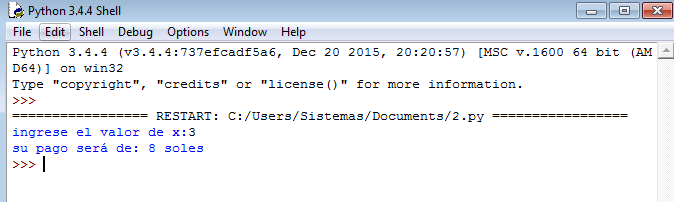 Python 3.4.4 Shell
File Edit Shell Debug Options Window Help
Python 3.4.4 (v3.4.4:737efcadf5a6, Dec 20 2015, 20:20:57) [MSC v.1600 64 bit (AM
D64)] on win32
Type "copyright", "credits" or "license()" for more information.
>>>
================= RESTART: C:/Users/Sistemas/Documents/2.py =================
ingrese el valor de x:3
su pago será de: 8 soles
>>>